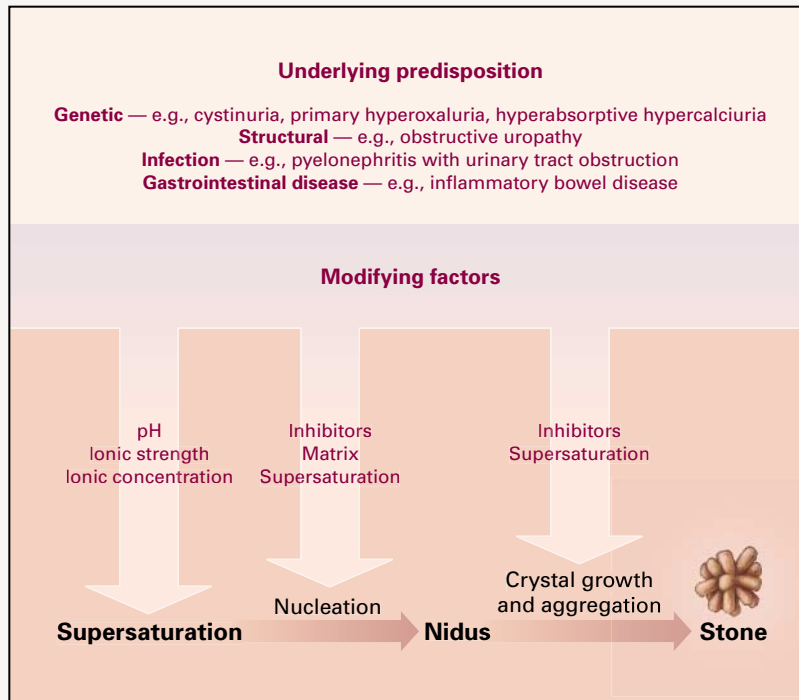 Underlying predisposition
Genetic — e.g., cystinuria, primary hyperoxaluria, hyperabsorptive hypercalciuria
Structural — e.g., obstructive uropathy
Infection — e.g., pyelonephritis with urinary tract obstruction
Gastrointestinal disease — e.g., inflammatory bowel disease
Modifying factors
pH
Ionic strength
Ionic concentration
Inhibitors
Matrix
Supersaturation
Inhibitors
Supersaturation
Nucleation
Crystal growth
and aggregation
Supersaturation
Nidus
Stone